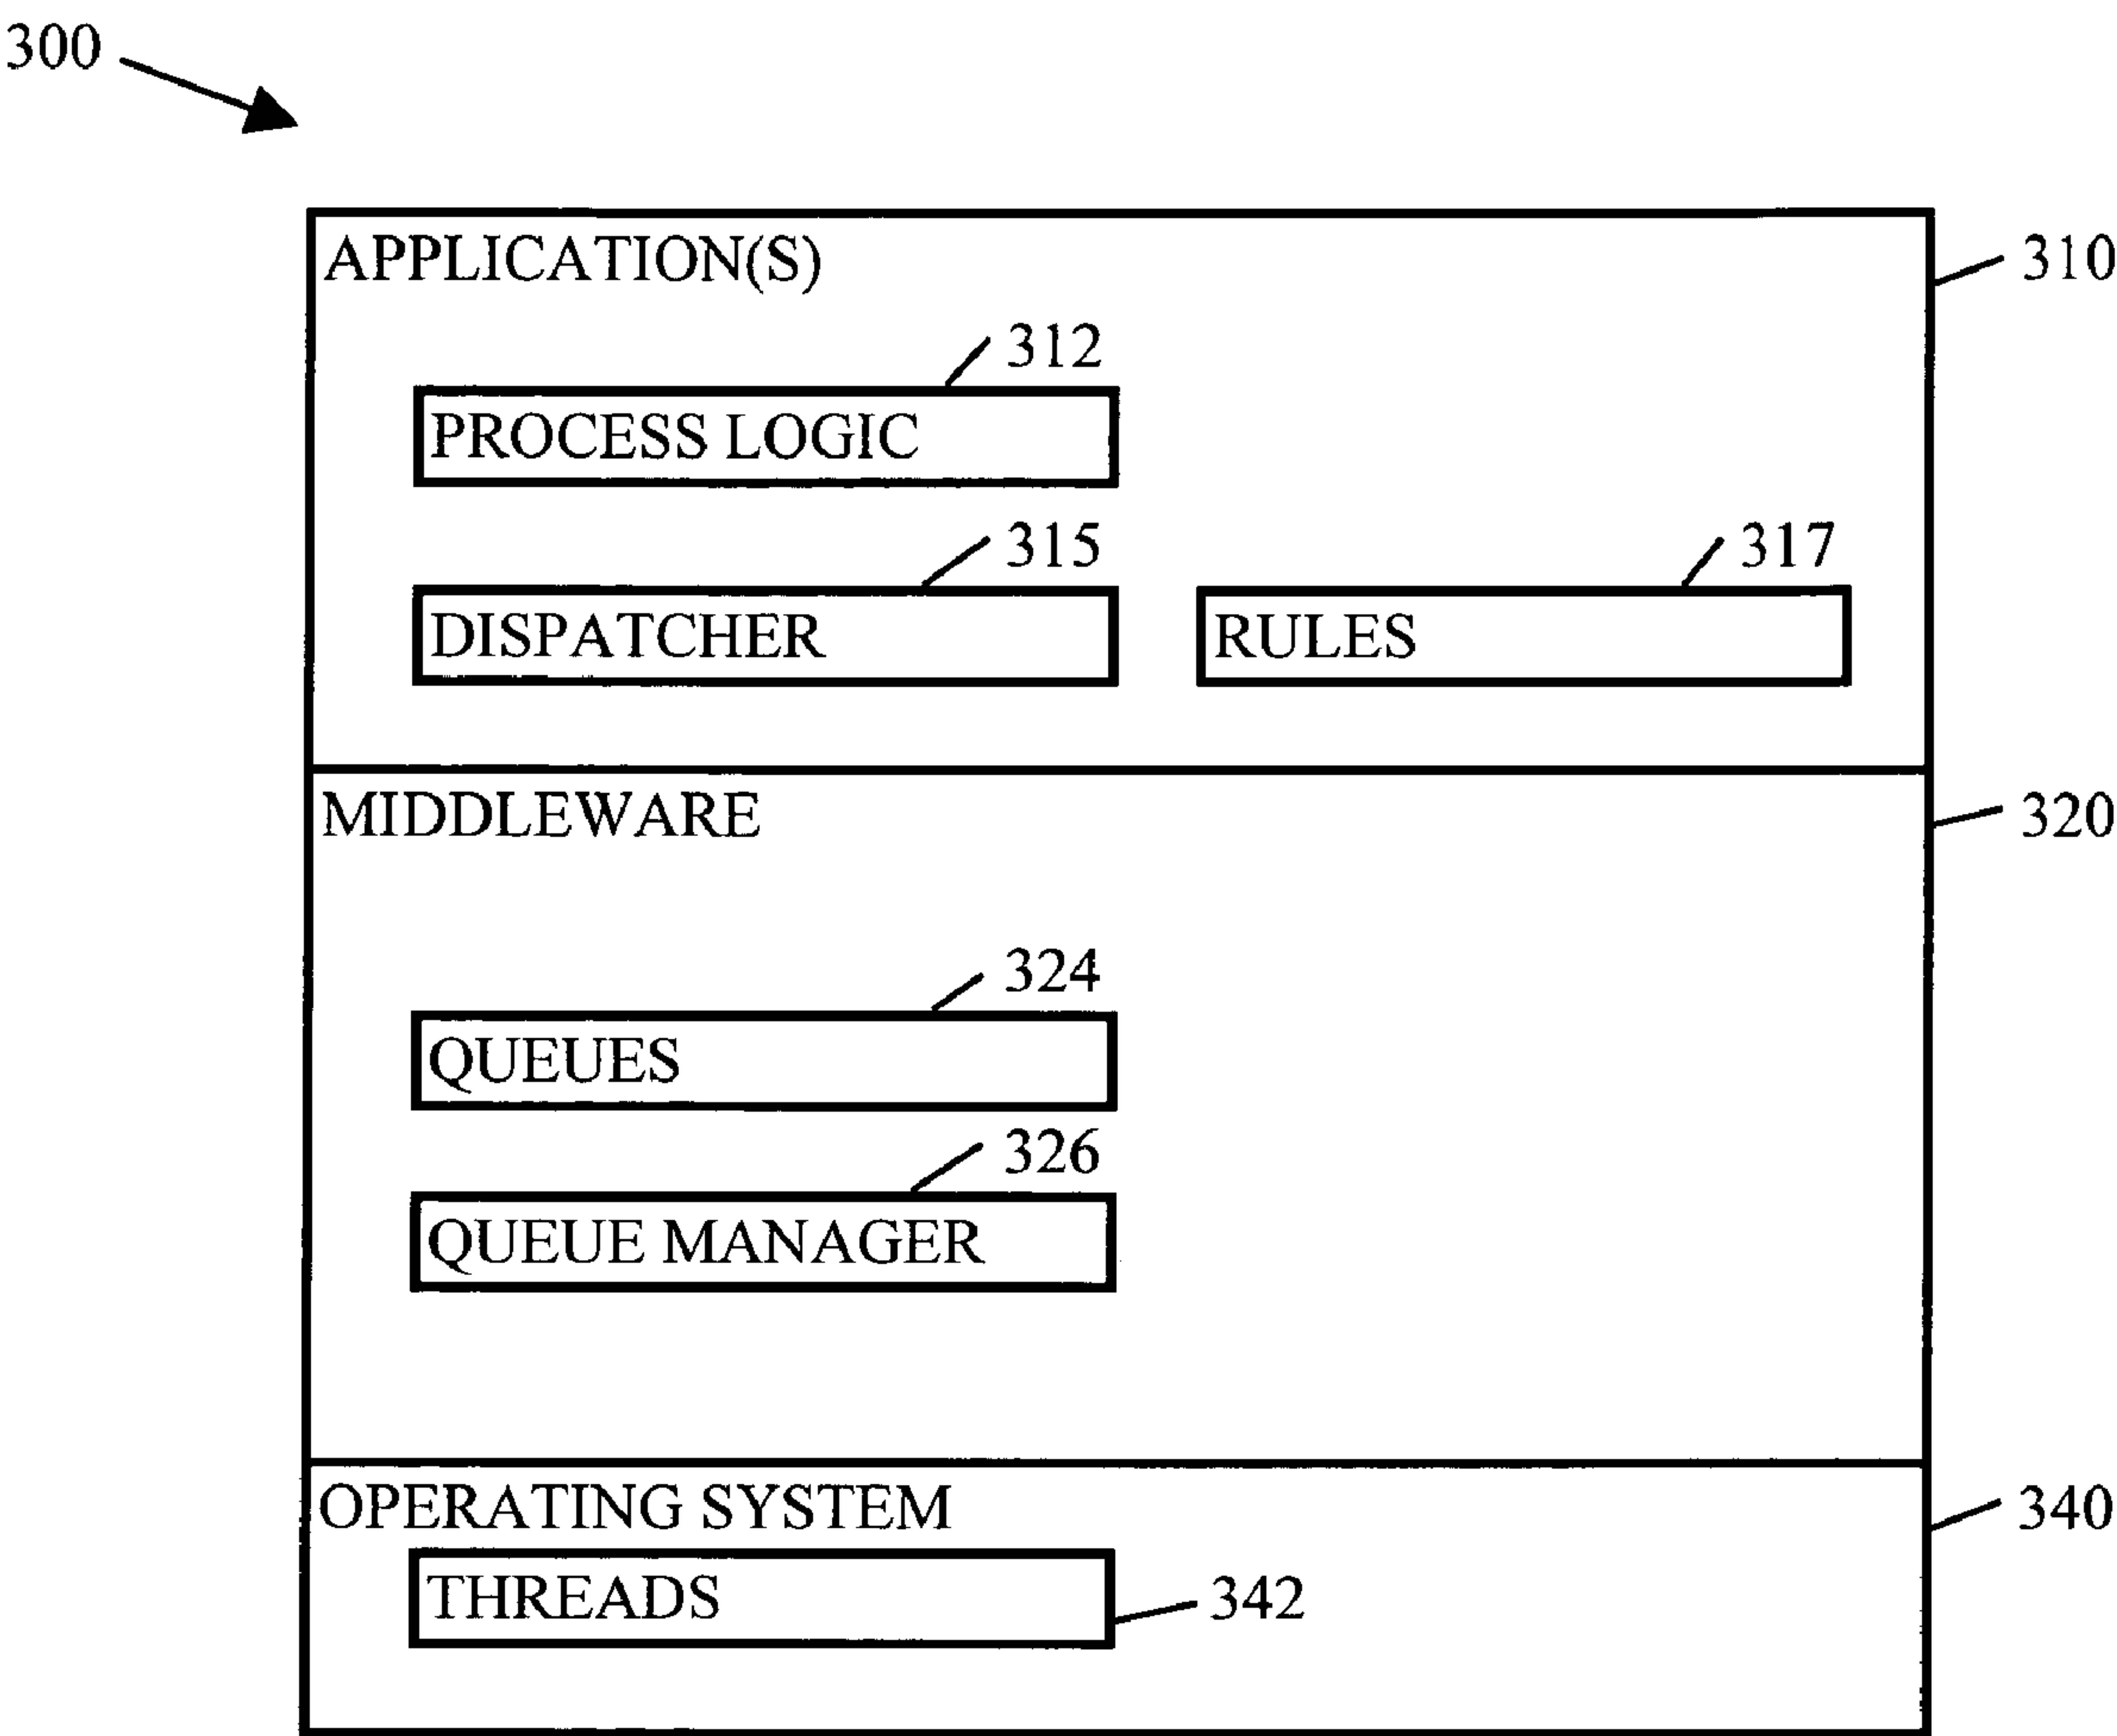 300
APPLICATION(S)
310
312
PROCESS LOGIC
315
317
DISPATCHER
RULES
MIDDLEWARE
320
324
QUEUES
326
QUEUE MANAGER
OPERATING SYSTEM
340
THREADS
342